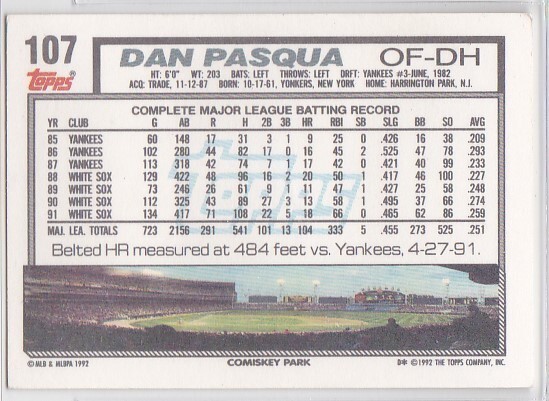 107
Topps®
DAN PASQUA
OF-DH
HT: 6'0" WT: 203 BATS: LEFT THROWS: LEFT DRFT: YANKEES #3-JUNE, 1982
ACQ: TRADE, 11-12-87 BORN: 10-17-61, YONKERS, NEW YORK HOME: HARRINGTON PARK, N.J.
COMPLETE MAJOR LEAGUE BATTING RECORD
YR CLUB G AB R H 2B 3B HR RBI SB SLG BB SO AVG
85 YANKEES 60 148 17 31 3 1 9 25 0 .426 16 38 .209
86 YANKEES 102 280 44 82 17 0 16 45 2 .525 47 78 .293
87 YANKEES 113 318 42 74 7 1 17 42 0 .421 40 99 .233
88 WHITE SOX 129 422 48 96 16 2 20 50 1 .417 46 100 .227
89 WHITE SOX 73 246 26 61 9 1 11 47 1 .427 25 58 .248
90 WHITE SOX 112 325 43 89 27 3 13 58 1 .495 37 66 .274
91 WHITE SOX 134 417 71 108 22 5 18 66 0 .465 62 86 .259
MAJ. LEA. TOTALS 723 2156 291 541 101 13 104 333 5 .455 273 525 .251
Belted HR measured at 484 feet vs. Yankees, 4-27-91.
© MLB & MLBPA 1992
COMISKEY PARK
D* © 1992 THE TOPPS COMPANY, INC.